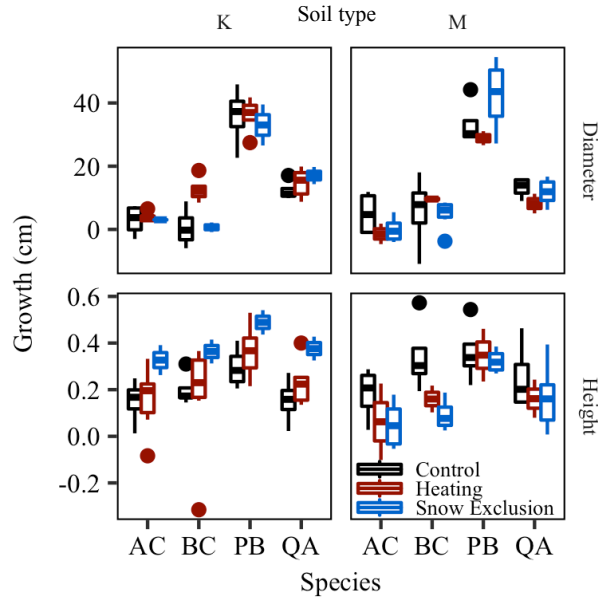 Soil type
K M
Diameter
40
20
0
Growth (cm)
Height
0.6
0.4
0.2
0.0
-0.2
Control
Heating
Snow Exclusion
AC BC PB QA AC BC PB QA
Species